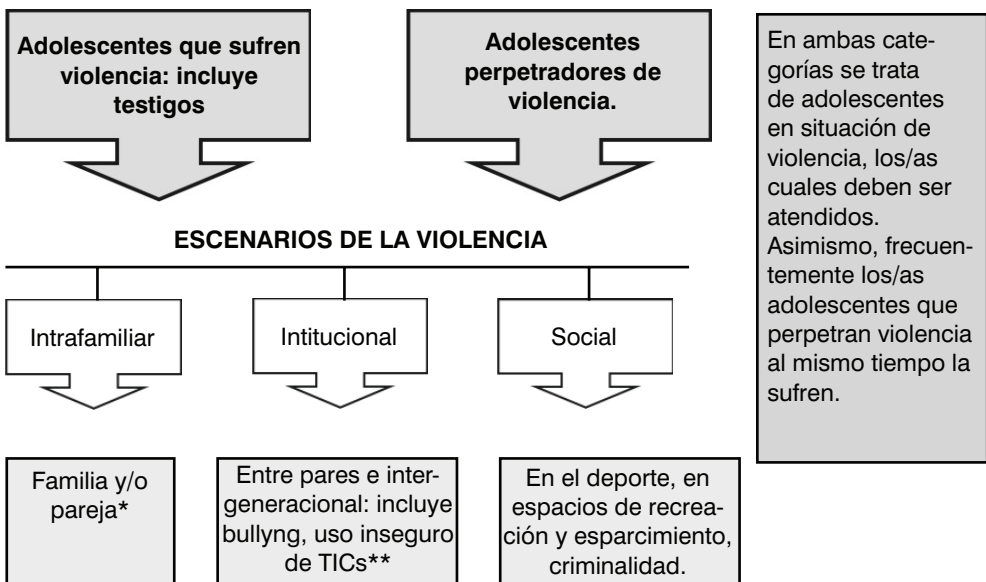 Adolescentes que sufren
violencia: incluye
testigos
Adolescentes
perpetradores de
violencia.
En ambas cate-
gorías se trata
de adolescentes
en situación de
violencia, los/as
cuales deben ser
atendidos.
Asimismo, frecuen-
temente los/as
adolescentes que
perpetran violencia
al mismo tiempo la
sufren.
ESCENARIOS DE LA VIOLENCIA
Intrafamiliar
Intitucional
Social
Familia y/o
pareja*
Entre pares e inter-
generacional: incluye
bullyng, uso inseguro
de TICs**
En el deporte, en
espacios de recrea-
ción y esparcimiento,
criminalidad.